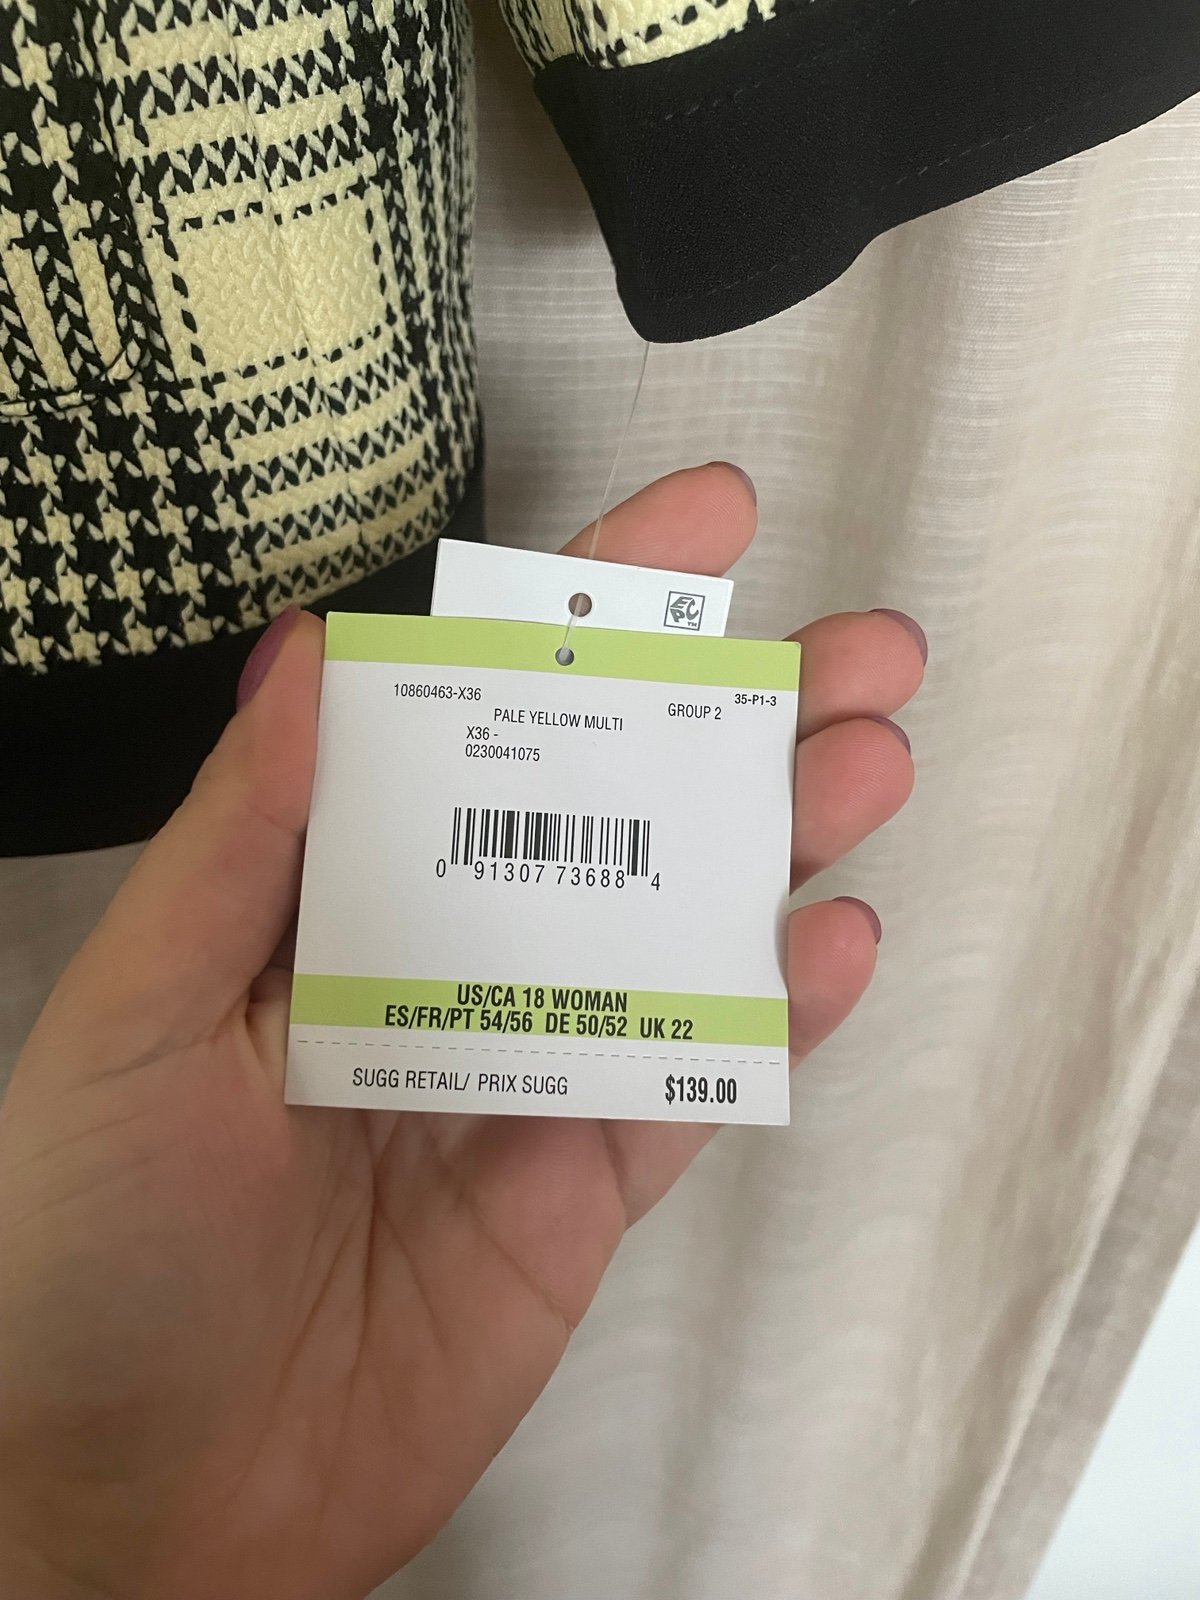 EPC™
10860463-X36
35-P1-3
PALE YELLOW MULTI
GROUP 2
X36 -
0230041075
0 91307 73688 4
US/CA 18 WOMAN
ES/FR/PT 54/56 DE 50/52 UK 22
SUGG RETAIL/ PRIX SUGG $139.00